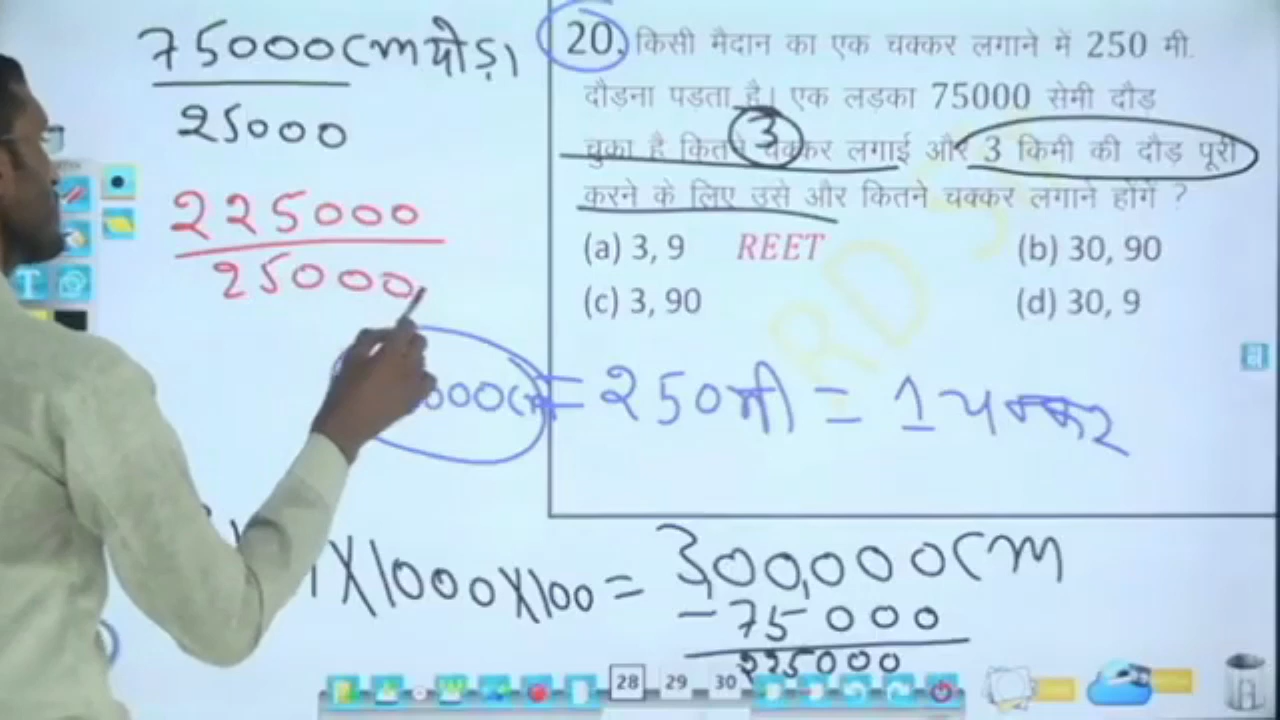 75000cm
25000
225000
25000
20. किसी मैदान का एक चक्कर लगाने में 250 मी.
दौड़ना पड़ता है। एक लड़का 75000 सेमी दौड़
चुका है कितने चक्कर लगाई और 3 किमी की दौड़ पूरी
3
करने के लिए उसे और कितने चक्कर लगाने होंगें ?
(a) 3, 9 REET (b) 30, 90
(c) 3, 90 (d) 30, 9
000cm = 250मी = 1 चक्कर
X1000X100 = 300,000cm
- 75000
225000
28 29 30